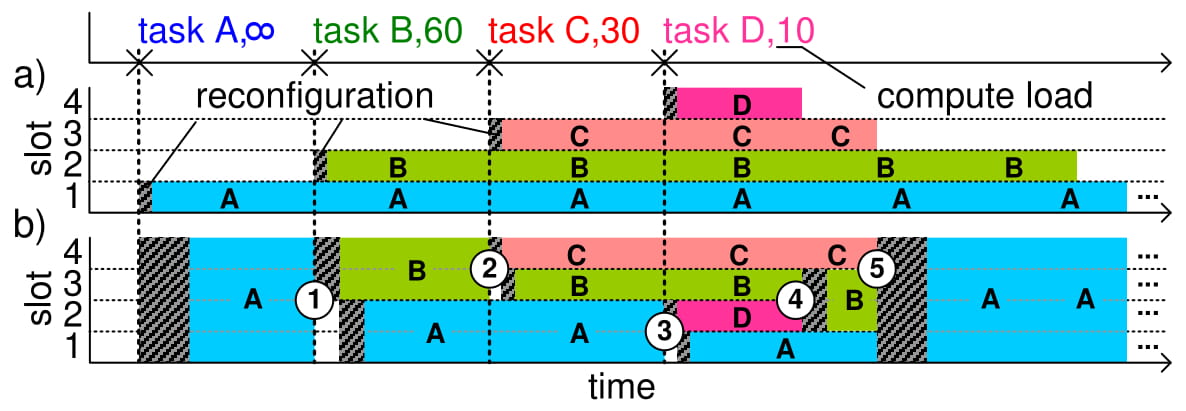 task A,∞ task B,60 task C,30 task D,10
a)
reconfiguration compute load
4 D
3 C C C
slot
2 B B B B B
1 A A A A A A ...
b)
4 C C C 5 ...
3 B 2 B B ...
slot
A 1 4 B A A
2 D ...
A A 3
1 A ...
time